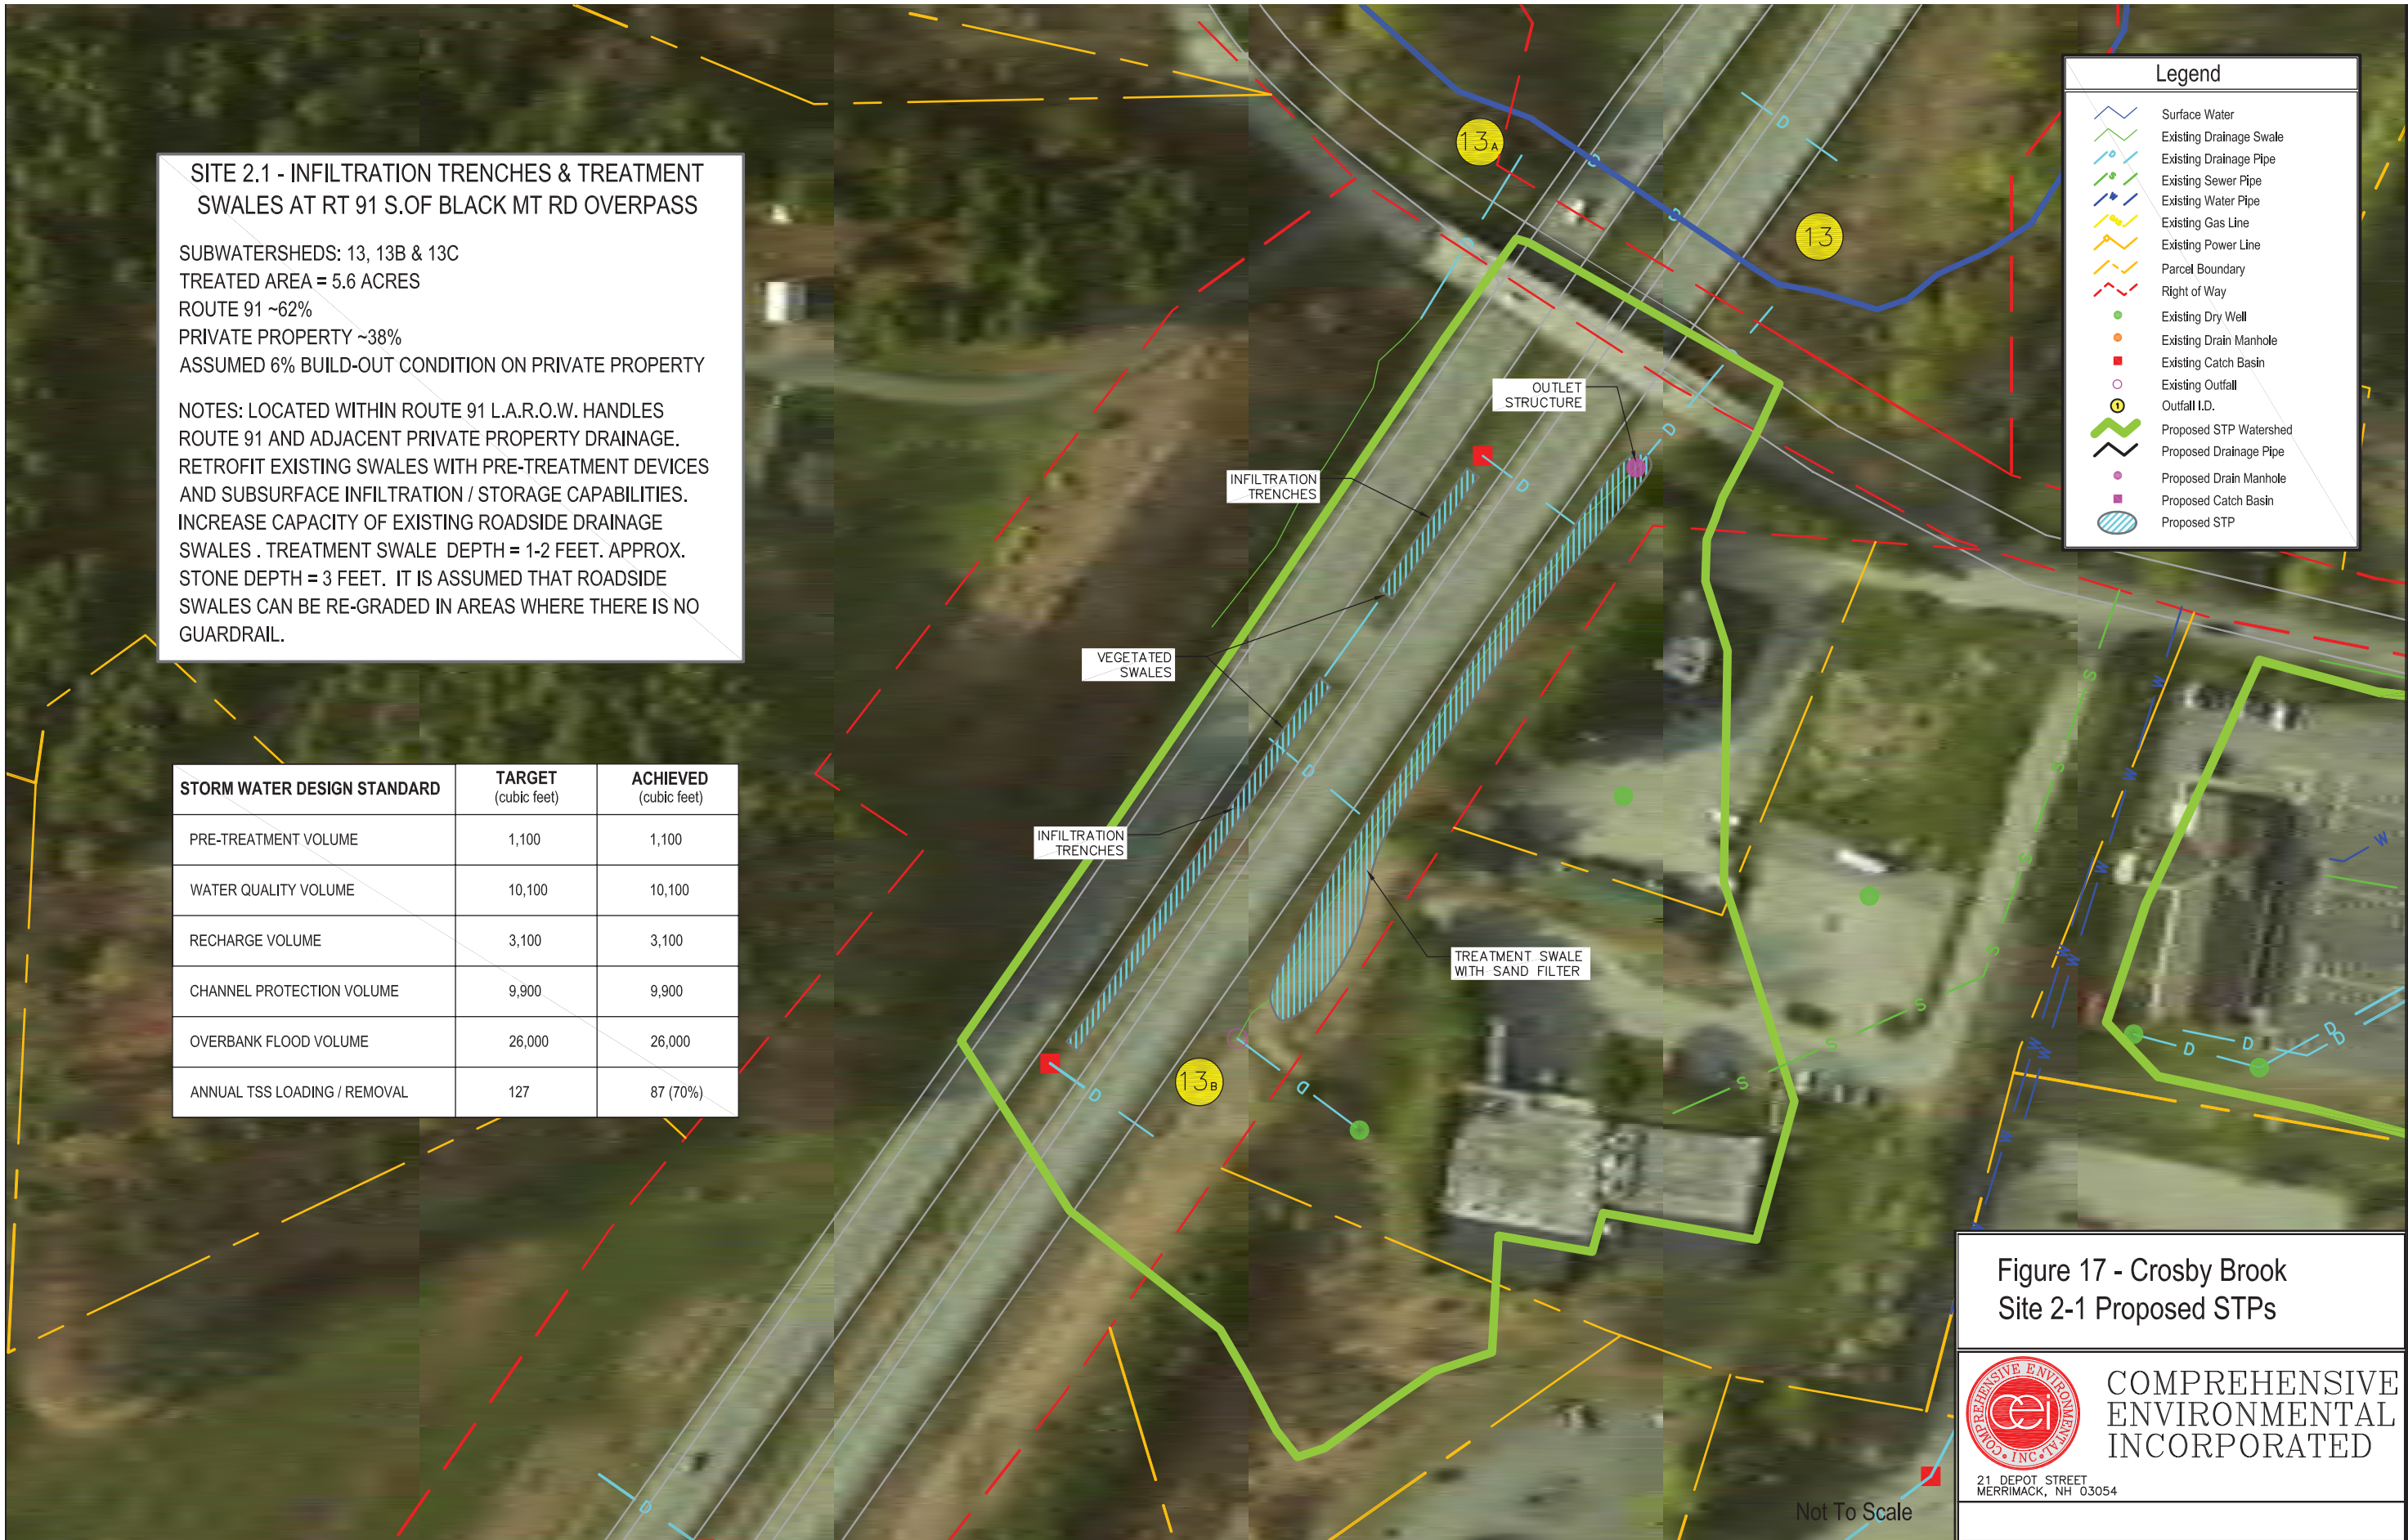 SITE 2.1 - INFILTRATION TRENCHES & TREATMENT
SWALES AT RT 91 S.OF BLACK MT RD OVERPASS
SUBWATERSHEDS: 13, 13B & 13C
TREATED AREA = 5.6 ACRES
ROUTE 91 ~62%
PRIVATE PROPERTY ~38%
ASSUMED 6% BUILD-OUT CONDITION ON PRIVATE PROPERTY
NOTES: LOCATED WITHIN ROUTE 91 L.A.R.O.W. HANDLES
ROUTE 91 AND ADJACENT PRIVATE PROPERTY DRAINAGE.
RETROFIT EXISTING SWALES WITH PRE-TREATMENT DEVICES
AND SUBSURFACE INFILTRATION / STORAGE CAPABILITIES.
INCREASE CAPACITY OF EXISTING ROADSIDE DRAINAGE
SWALES . TREATMENT SWALE DEPTH = 1-2 FEET. APPROX.
STONE DEPTH = 3 FEET. IT IS ASSUMED THAT ROADSIDE
SWALES CAN BE RE-GRADED IN AREAS WHERE THERE IS NO
GUARDRAIL.
STORM WATER DESIGN STANDARD TARGET (cubic feet) ACHIEVED (cubic feet)
PRE-TREATMENT VOLUME 1,100 1,100
WATER QUALITY VOLUME 10,100 10,100
RECHARGE VOLUME 3,100 3,100
CHANNEL PROTECTION VOLUME 9,900 9,900
OVERBANK FLOOD VOLUME 26,000 26,000
ANNUAL TSS LOADING / REMOVAL 127 87 (70%)
13A
13
OUTLET
STRUCTURE
INFILTRATION
TRENCHES
VEGETATED
SWALES
INFILTRATION
TRENCHES
TREATMENT SWALE
WITH SAND FILTER
13B
D
D
D
D
D
D
D
D
D
D
D
D
S
S
S
S
S
S
S
S
W
W
W
W
W
W
W
Legend
Surface Water
Existing Drainage Swale
Existing Drainage Pipe
Existing Sewer Pipe
Existing Water Pipe
Existing Gas Line
Existing Power Line
Parcel Boundary
Right of Way
Existing Dry Well
Existing Drain Manhole
Existing Catch Basin
Existing Outfall
1 Outfall I.D.
Proposed STP Watershed
Proposed Drainage Pipe
Proposed Drain Manhole
Proposed Catch Basin
Proposed STP
Figure 17 - Crosby Brook
Site 2-1 Proposed STPs
COMPREHENSIVE ENVIRONMENTAL INC
cei
COMPREHENSIVE
ENVIRONMENTAL
INCORPORATED
21 DEPOT STREET
MERRIMACK, NH 03054
Not To Scale